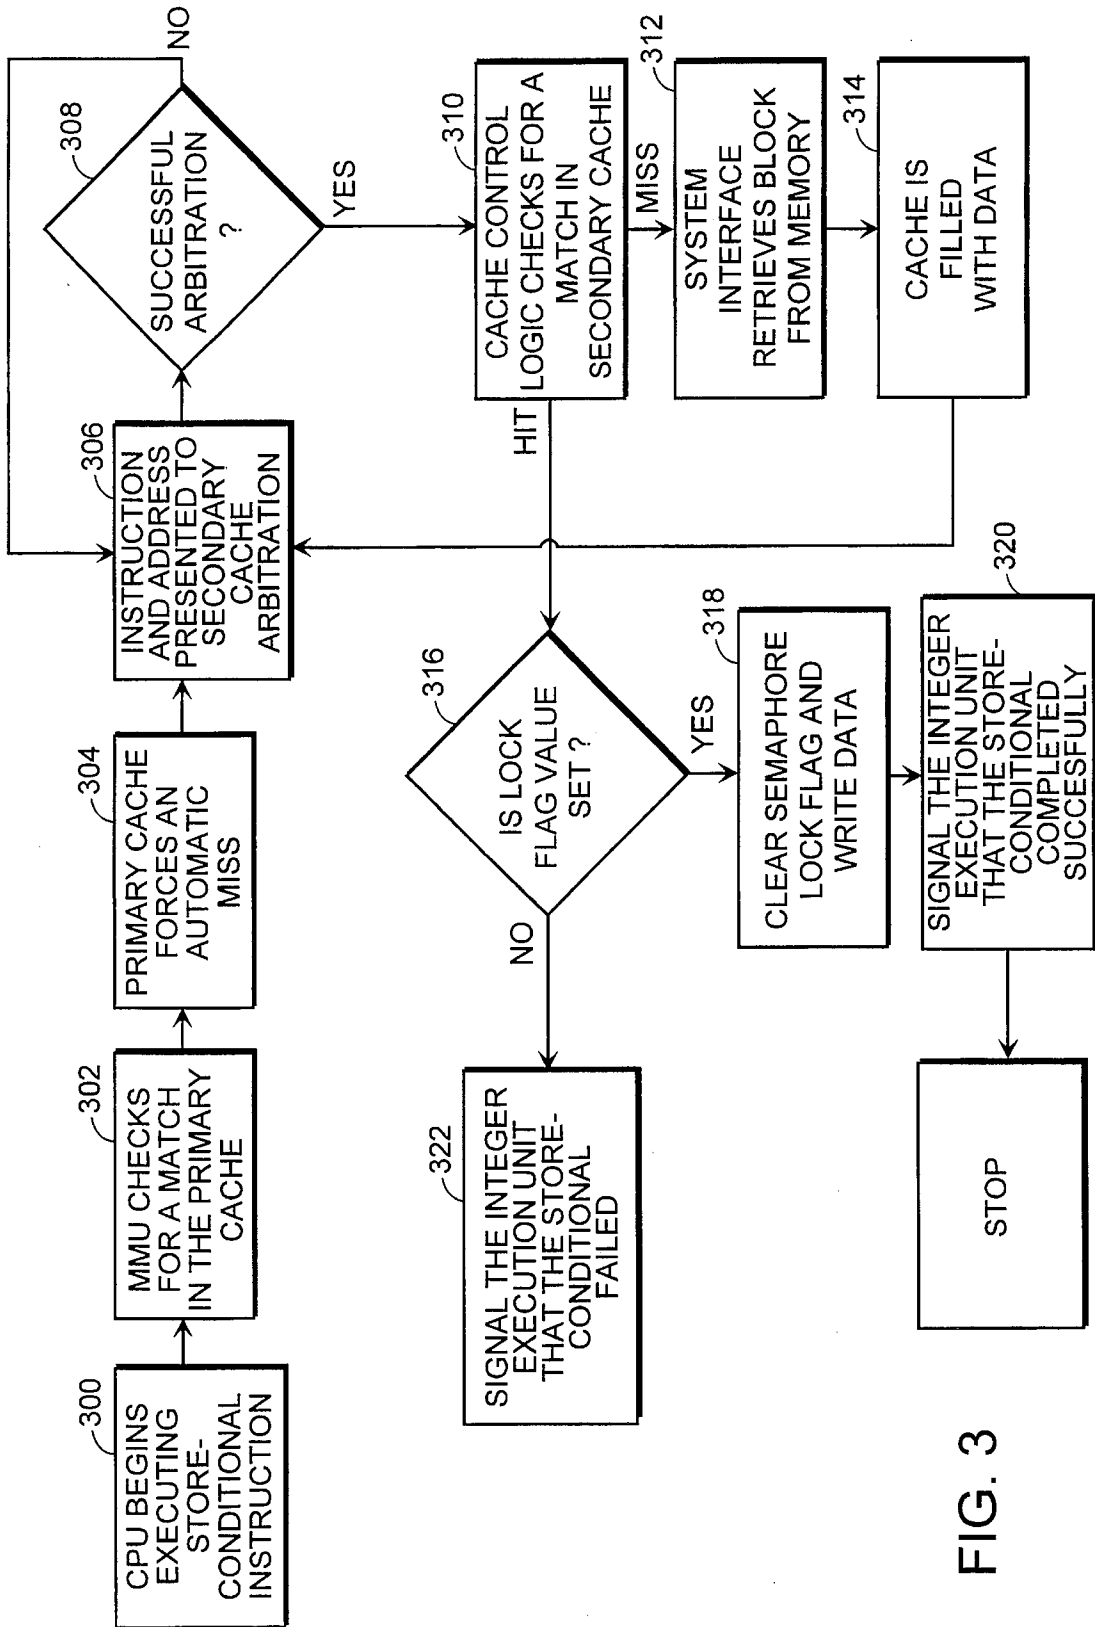 300
CPU BEGINS
EXECUTING
STORE-
CONDITIONAL
INSTRUCTION
302
MMU CHECKS
FOR A MATCH
IN THE PRIMARY
CACHE
304
PRIMARY CACHE
FORCES AN
AUTOMATIC
MISS
306
INSTRUCTION
AND ADDRESS
PRESENTED TO
SECONDARY
CACHE
ARBITRATION
308
SUCCESSFUL
ARBITRATION
?
NO
YES
310
CACHE CONTROL
LOGIC CHECKS FOR A
MATCH IN
SECONDARY CACHE
HIT
MISS
312
SYSTEM
INTERFACE
RETRIEVES BLOCK
FROM MEMORY
314
CACHE IS
FILLED
WITH DATA
316
IS LOCK
FLAG VALUE
SET ?
NO
YES
322
SIGNAL THE INTEGER
EXECUTION UNIT
THAT THE STORE-
CONDITIONAL
FAILED
318
CLEAR SEMAPHORE
LOCK FLAG AND
WRITE DATA
320
SIGNAL THE INTEGER
EXECUTION UNIT
THAT THE STORE-
CONDITIONAL
COMPLETED
SUCCESFULLY
STOP
FIG. 3